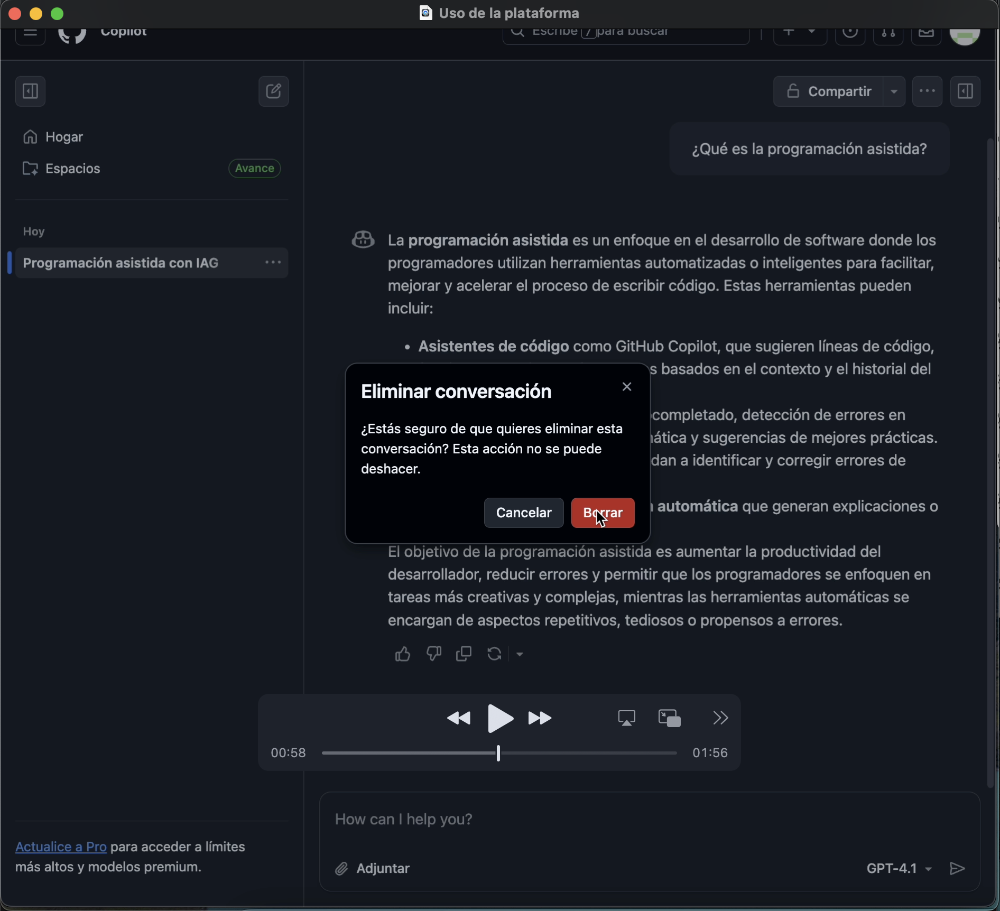 Uso de la plataforma
Copilot
Escribe / para buscar
Compartir
Hogar
Espacios
Avance
¿Qué es la programación asistida?
Hoy
Programación asistida con IAG
La programación asistida es un enfoque en el desarrollo de software donde los
programadores utilizan herramientas automatizadas o inteligentes para facilitar,
mejorar y acelerar el proceso de escribir código. Estas herramientas pueden
incluir:
• Asistentes de código como GitHub Copilot, que sugieren líneas de código,
basados en el contexto y el historial del
completado, detección de errores en
ática y sugerencias de mejores prácticas.
dan a identificar y corregir errores de
automática que generan explicaciones o
Eliminar conversación
¿Estás seguro de que quieres eliminar esta
conversación? Esta acción no se puede
deshacer.
Cancelar
Borrar
El objetivo de la programación asistida es aumentar la productividad del
desarrollador, reducir errores y permitir que los programadores se enfoquen en
tareas más creativas y complejas, mientras las herramientas automáticas se
encargan de aspectos repetitivos, tediosos o propensos a errores.
00:58
01:56
How can I help you?
Actualice a Pro para acceder a límites
más altos y modelos premium.
Adjuntar
GPT-4.1